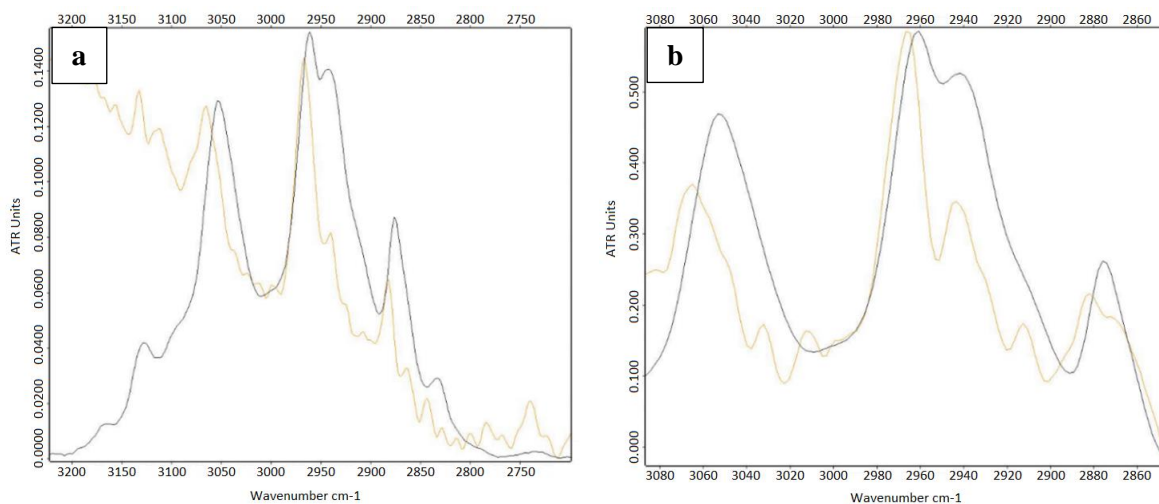 3200 3150 3100 3050 3000 2950 2900 2850 2800 2750
a
ATR Units
0.0000 0.0200 0.0400 0.0600 0.0800 0.1000 0.1200 0.1400
3200 3150 3100 3050 3000 2950 2900 2850 2800 2750
Wavenumber cm-1
3080 3060 3040 3020 3000 2980 2960 2940 2920 2900 2880 2860
b
ATR Units
0.000 0.100 0.200 0.300 0.400 0.500
3080 3060 3040 3020 3000 2980 2960 2940 2920 2900 2880 2860
Wavenumber cm-1